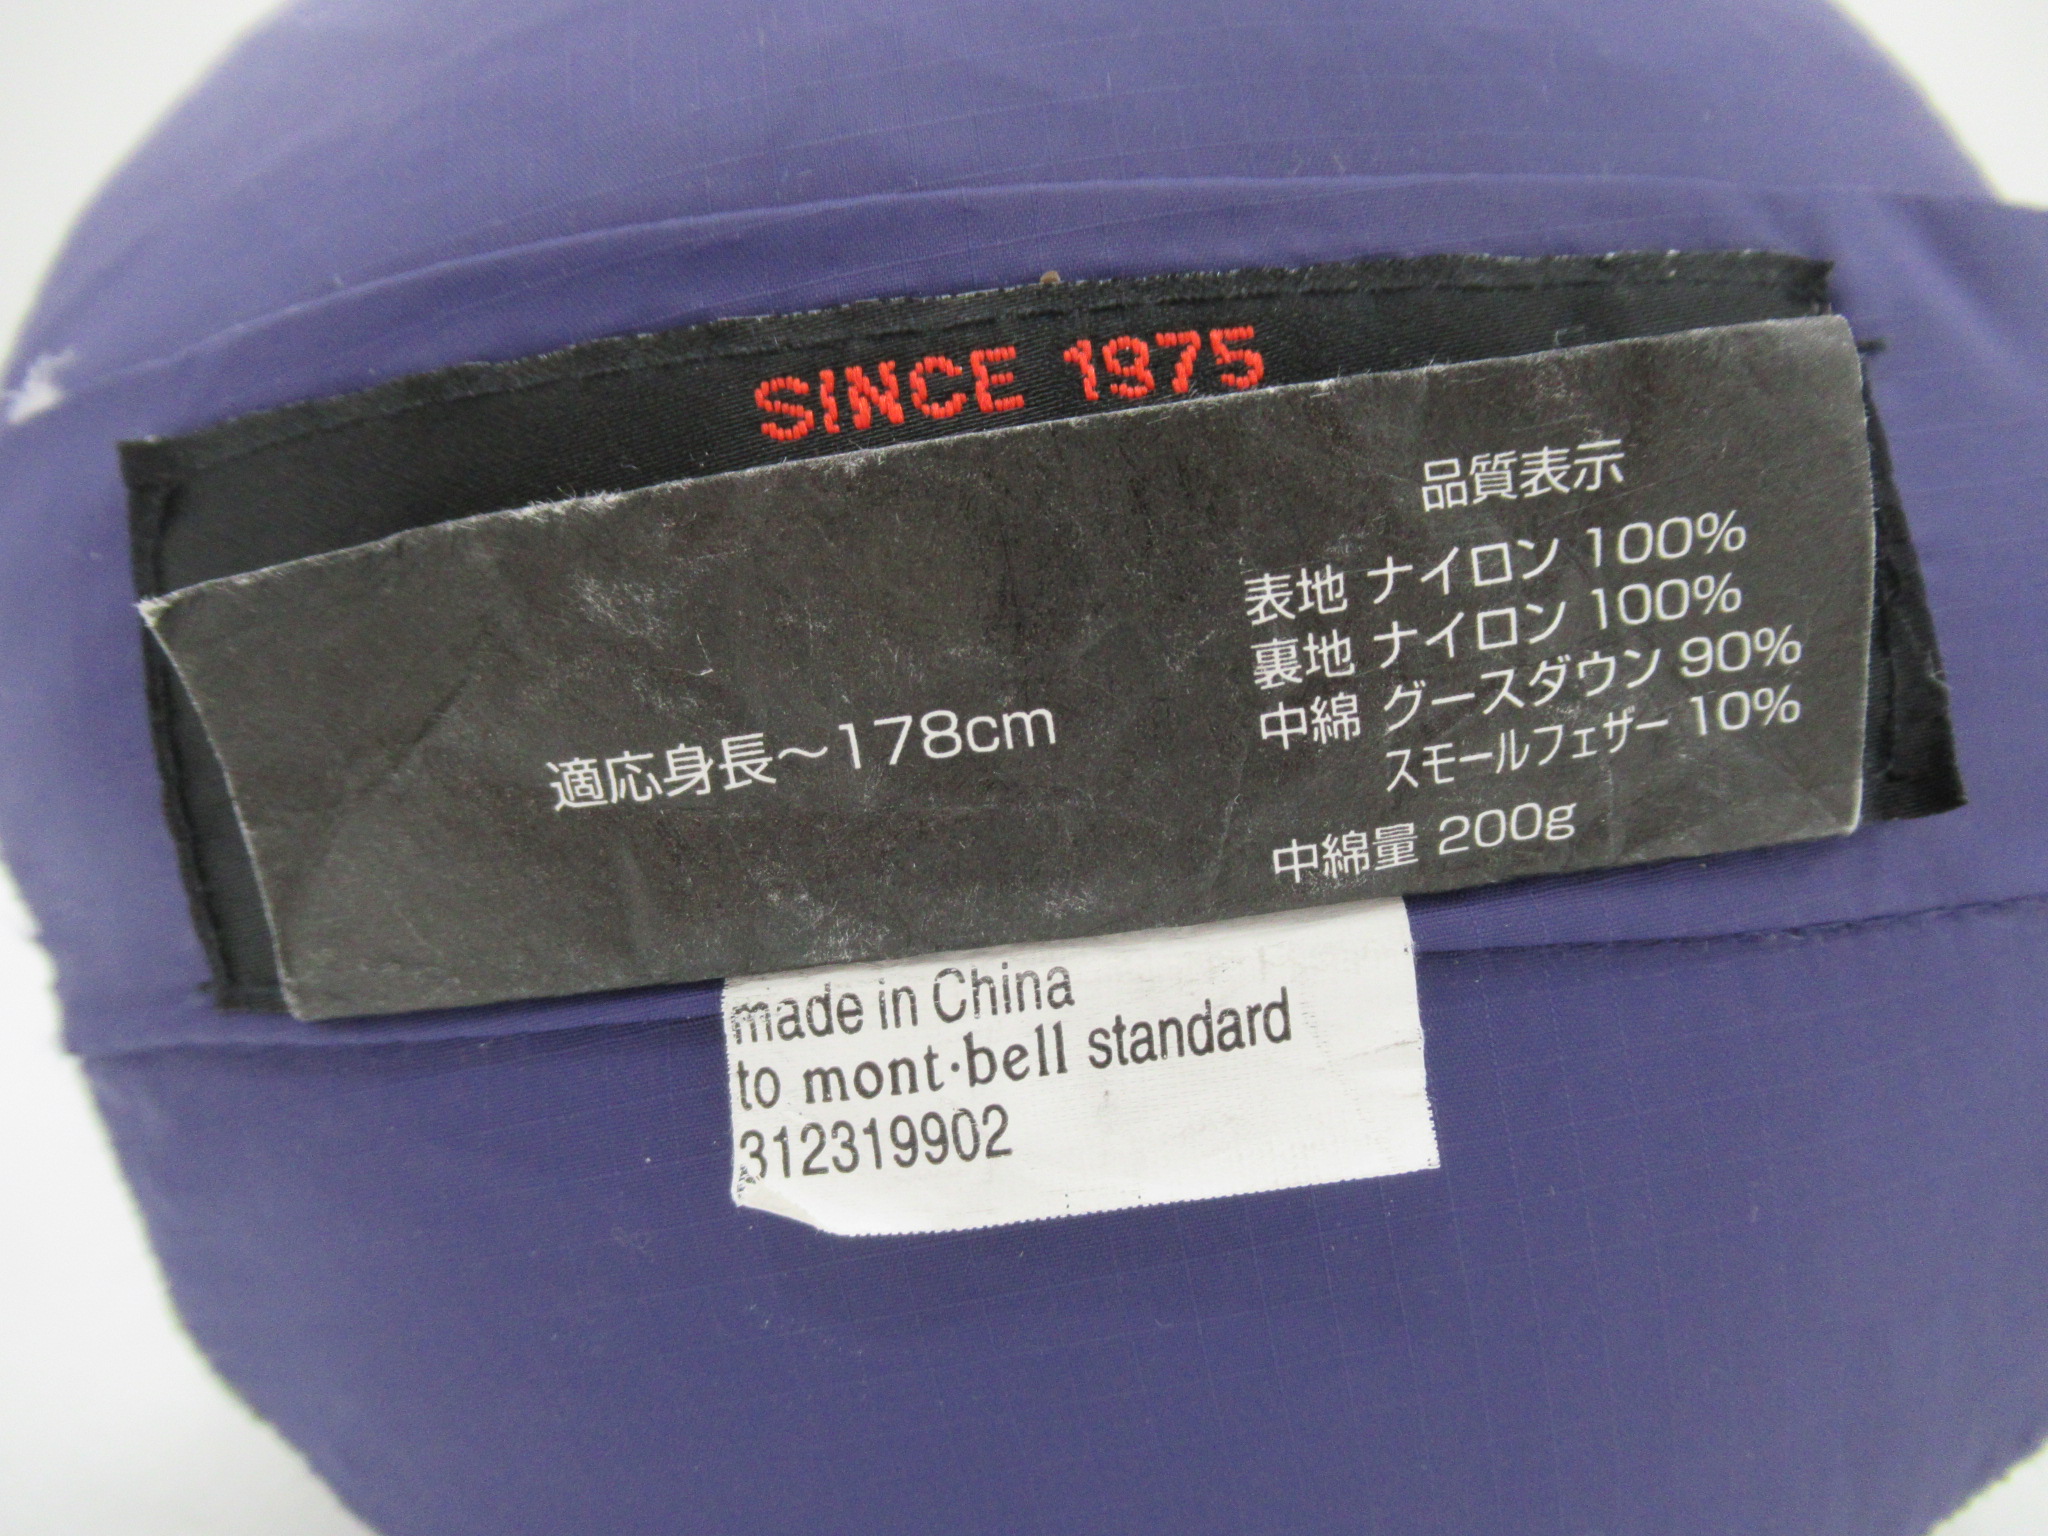 SINCE 1975
品質表示
表地 ナイロン 100%
裏地 ナイロン 100%
中綿 グースダウン 90%
スモールフェザー 10%
中綿量 200g
適応身長～178cm
made in China
to mont·bell standard
312319902